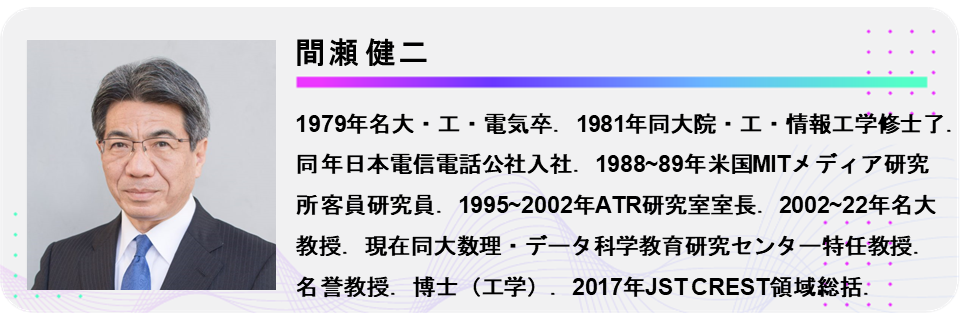 間瀬 健二
1979年名大・工・電気卒．1981年同大院・工・情報工学修士了．
同年日本電信電話公社入社．1988~89年米国MITメディア研究
所客員研究員．1995~2002年ATR研究室室長．2002~22年名大
教授．現在同大数理・データ科学教育研究センター特任教授．
名誉教授．博士（工学）．2017年JST CREST領域総括．